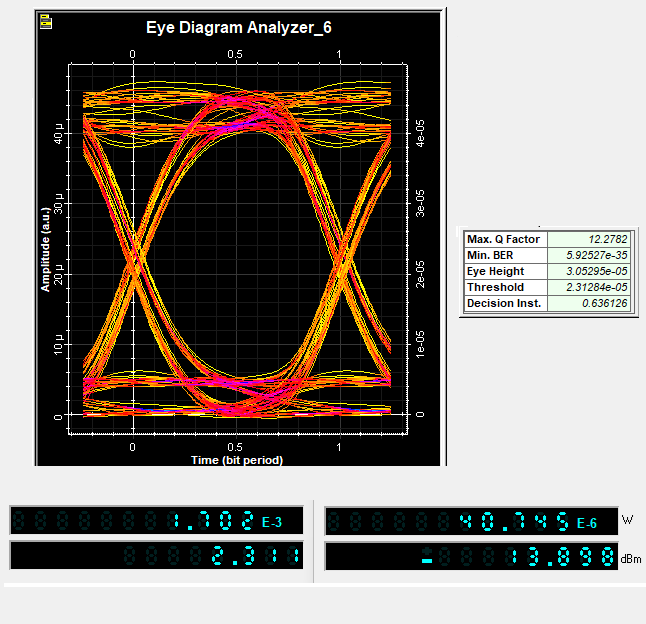 Eye Diagram Analyzer_6
0 0.5 1
40 µ
30 µ
20 µ
10 µ
0
Amplitude (a.u.)
4e-05
3e-05
2e-05
1e-05
0
0 0.5 1
Time (bit period)
Max. Q Factor 12.2782
Min. BER 5.92527e-35
Eye Height 3.05295e-05
Threshold 2.31284e-05
Decision Inst. 0.636126
1.702 E-3
2.311
40.745 E-6 W
-13.898 dBm